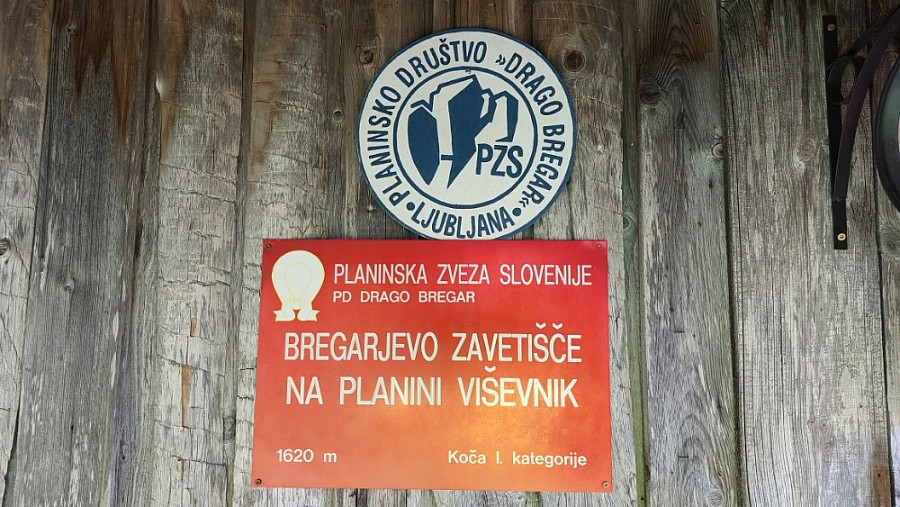 • PLANINSKO DRUŠTVO »DRAGO BREGAR« •
LJUBLJANA
PZS
PLANINSKA ZVEZA SLOVENIJE
PD DRAGO BREGAR
BREGARJEVO ZAVETIŠČE
NA PLANINI VIŠEVNIK
1620 m
Koča I. kategorije